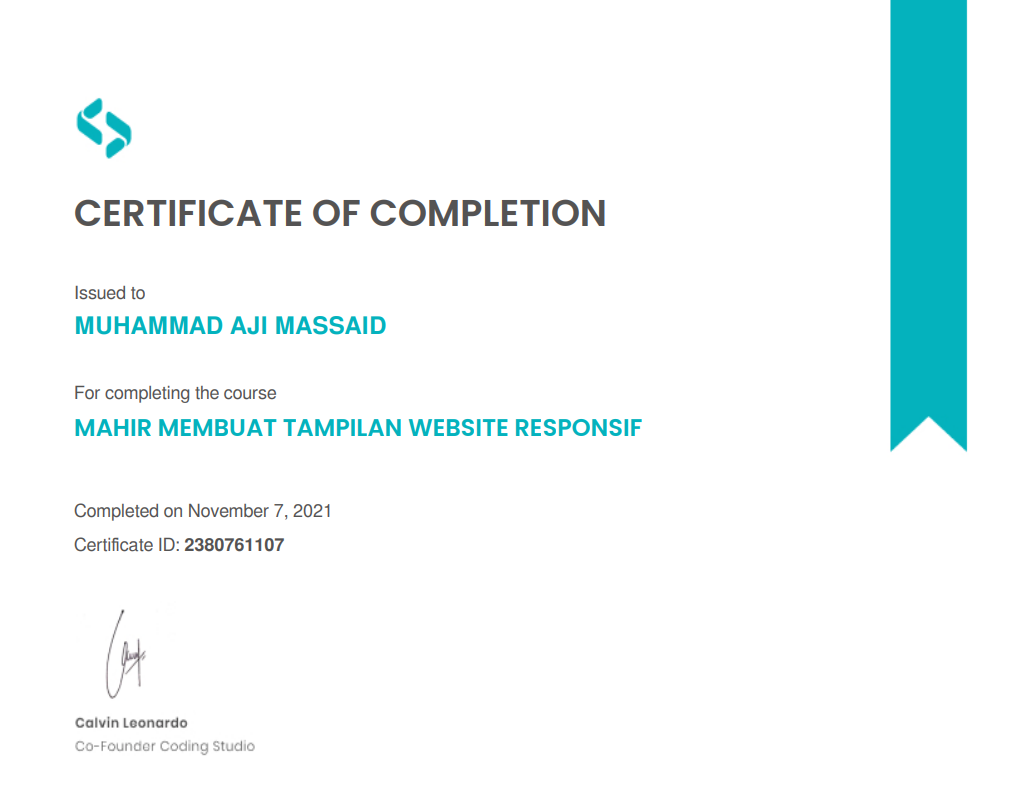 CERTIFICATE OF COMPLETION
Issued to
MUHAMMAD AJI MASSAID
For completing the course
MAHIR MEMBUAT TAMPILAN WEBSITE RESPONSIF
Completed on November 7, 2021
Certificate ID: 2380761107
Calvin Leonardo
Co-Founder Coding Studio